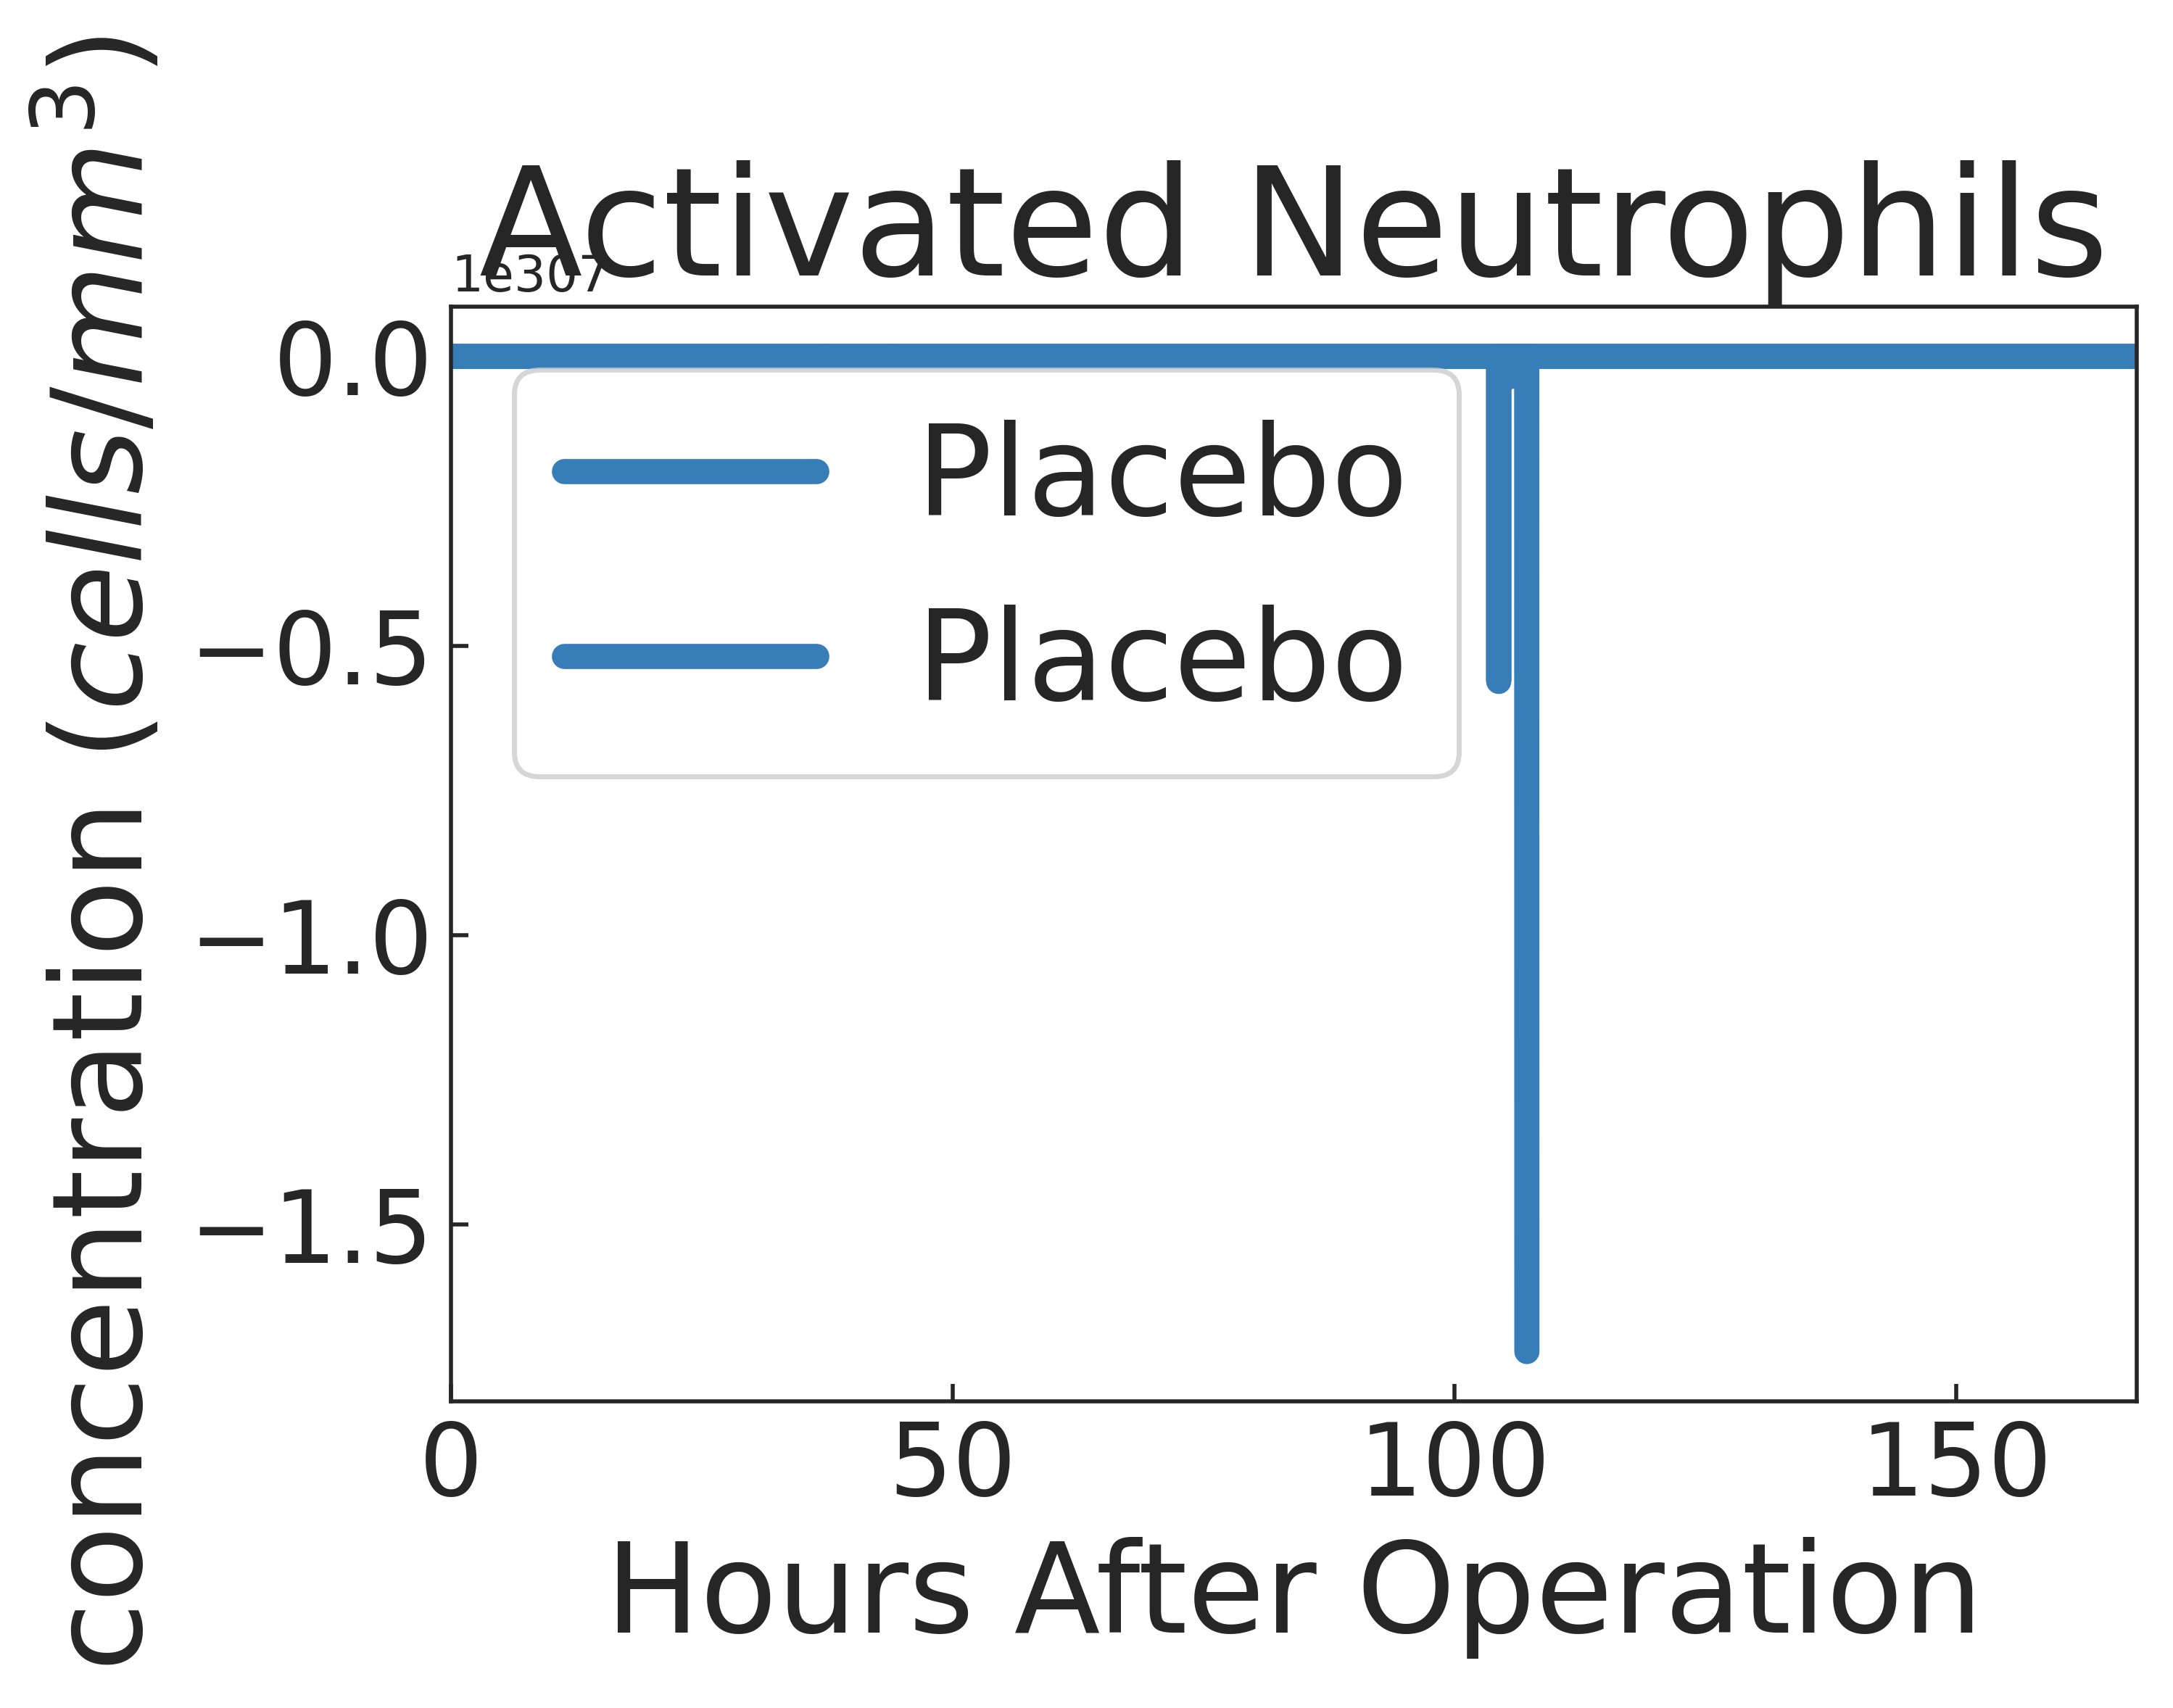 Activated Neutrophils
1e307
concentration (cells/mm³)
0.0
−0.5
−1.0
−1.5
Placebo
Placebo
0 50 100 150
Hours After Operation